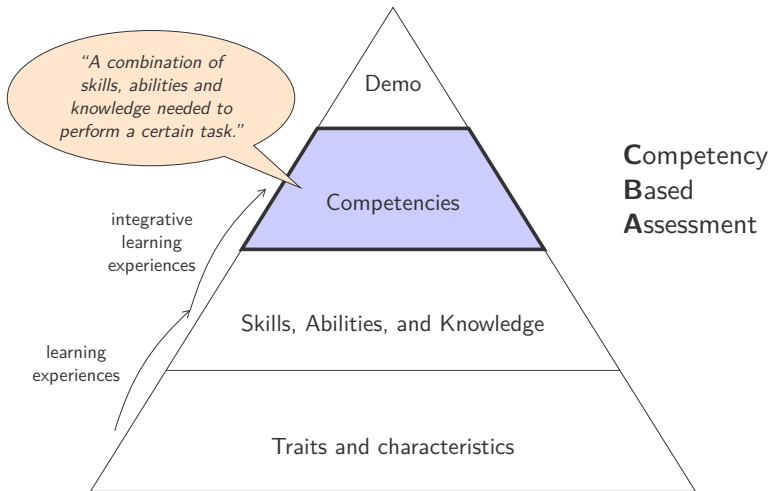 “A combination of
skills, abilities and
knowledge needed to
perform a certain task.”
Demo
Competencies
Competency
Based
Assessment
integrative
learning
experiences
Skills, Abilities, and Knowledge
learning
experiences
Traits and characteristics